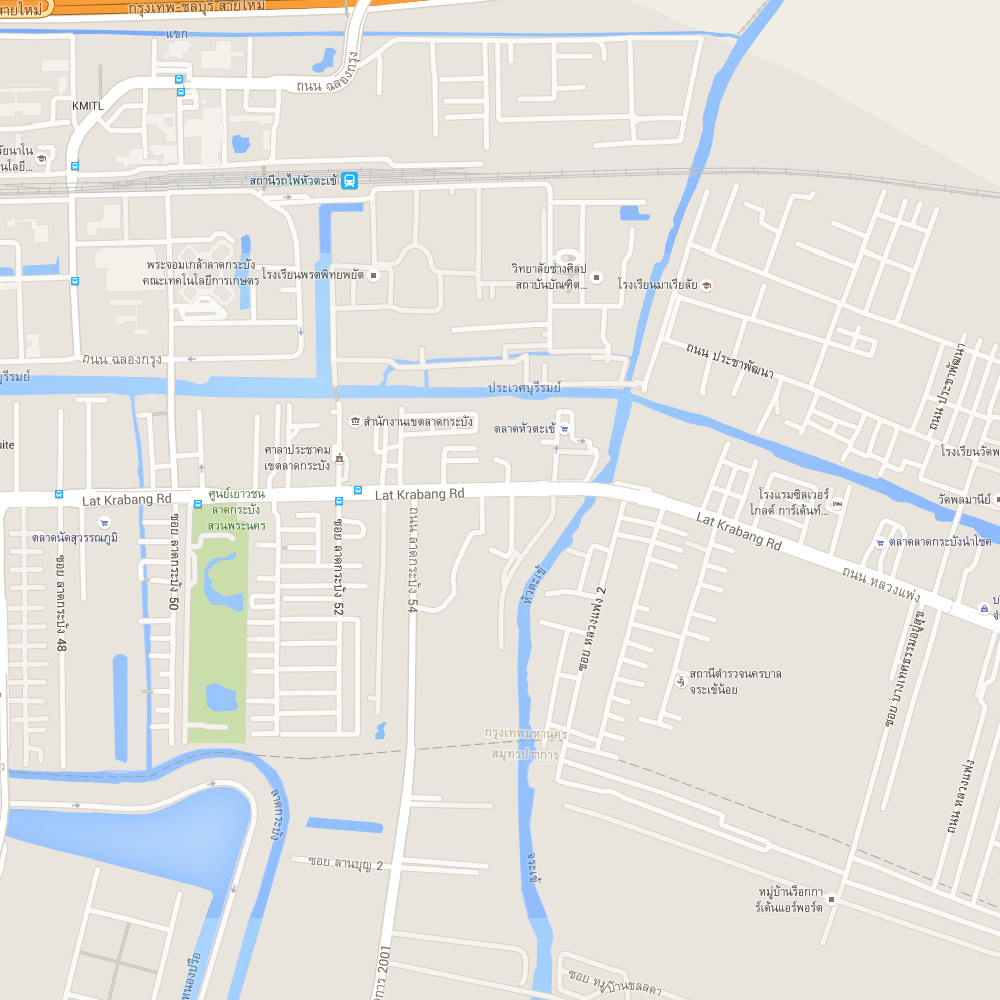 สายใหม่
กรุงเทพ-ชลบุรี สายใหม่
แขก
ถนน ฉลองกรุง
KMITL
สถานีรถไฟหัวตะเข้
พระจอมเกล้าลาดกระบัง
คณะเทคโนโลยีการเกษตร
โรงเรียนพรตพิทยพยัต
วิทยาลัยช่างศิลป
สถาบันบัณฑิต...
โรงเรียนมาเรียลัย
ถนน ฉลองกรุง
ถนน ประชาพัฒนา
ถนน ประชาพัฒนา
ประเวศบุรีรมย์
สำนักงานเขตลาดกระบัง
ตลาดหัวตะเข้
ศาลาประชาคม
เขตลาดกระบัง
Lat Krabang Rd
Lat Krabang Rd
Lat Krabang Rd
ศูนย์เยาวชน
ลาดกระบัง
สวนพระนคร
โรงแรมซิลเวอร์
โกลด์ การ์เด้นท์...
วัดพลมานีย์
ตลาดนัดสุวรรณภูมิ
ตลาดลาดกระบังนำโชค
ซอย ลาดกระบัง 48
ซอย ลาดกระบัง 50
ซอย ลาดกระบัง 52
ถนน ลาดกระบัง 54
หัวตะเข้
ถนน หลวงแพ่ง
ซอย หลวงแพ่ง 2
ซอย บางเทศธรรมอยู่สุข
สถานีตำรวจนครบาล
จระเข้น้อย
กรุงเทพมหานคร
สมุทรปราการ
ลาดกระบัง
ถนน หลวงแพ่ง
ซอย ลานบุญ 2
จระเข้
หมู่บ้านร็อกกา
ร์เด้นแอร์พอร์ต
หนองปรือ
การ 2001
ซอย หมู่บ้านชลลดา